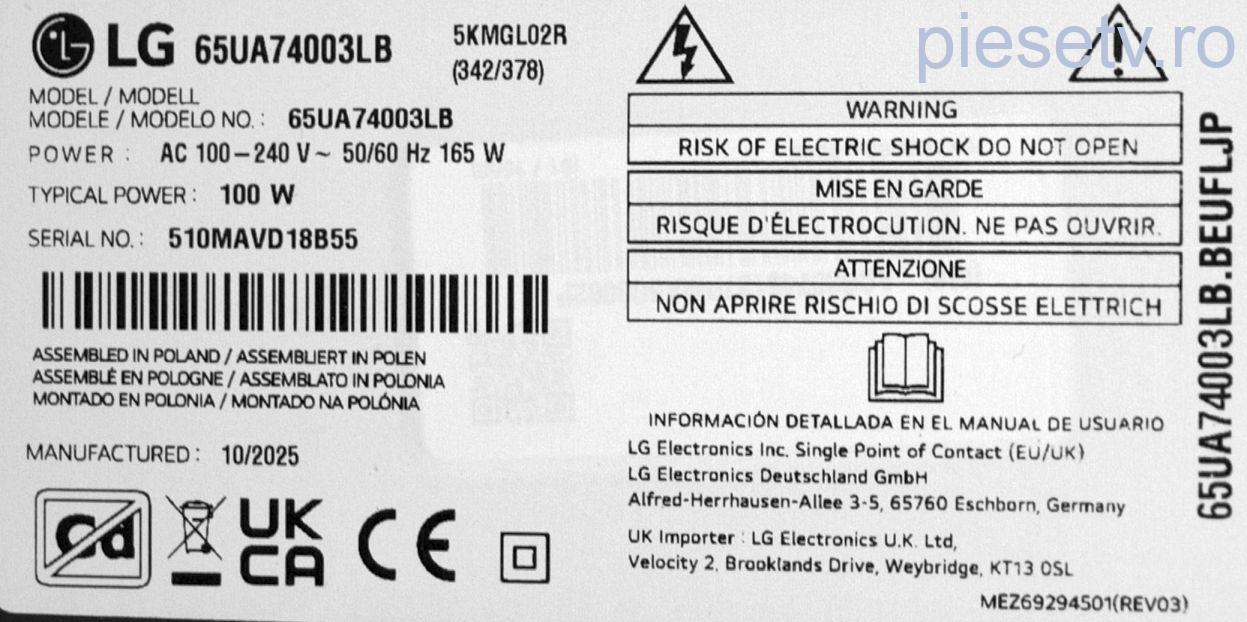 LG 65UA74003LB 5KMGL02R
(342/378)
MODEL / MODELL
MODÈLE / MODELO NO. : 65UA74003LB
POWER : AC 100-240 V~ 50/60 Hz 165 W
TYPICAL POWER : 100 W
SERIAL NO. : 510MAVD18B55
ASSEMBLED IN POLAND / ASSEMBLIERT IN POLEN
ASSEMBLÉ EN POLOGNE / ASSEMBLATO IN POLONIA
MONTADO EN POLONIA / MONTADO NA POLÓNIA
MANUFACTURED : 10/2025
Cd
UK
CA
CE
piesetv.ro
WARNING
RISK OF ELECTRIC SHOCK DO NOT OPEN
MISE EN GARDE
RISQUE D'ÉLECTROCUTION. NE PAS OUVRIR.
ATTENZIONE
NON APRIRE RISCHIO DI SCOSSE ELETTRICH
INFORMACIÓN DETALLADA EN EL MANUAL DE USUARIO
LG Electronics Inc. Single Point of Contact (EU/UK)
LG Electronics Deutschland GmbH
Alfred-Herrhausen-Allee 3-5, 65760 Eschborn, Germany
UK Importer : LG Electronics U.K. Ltd,
Velocity 2, Brooklands Drive, Weybridge, KT13 0SL
MEZ69294501(REV03)
65UA74003LB.BEUFLJP